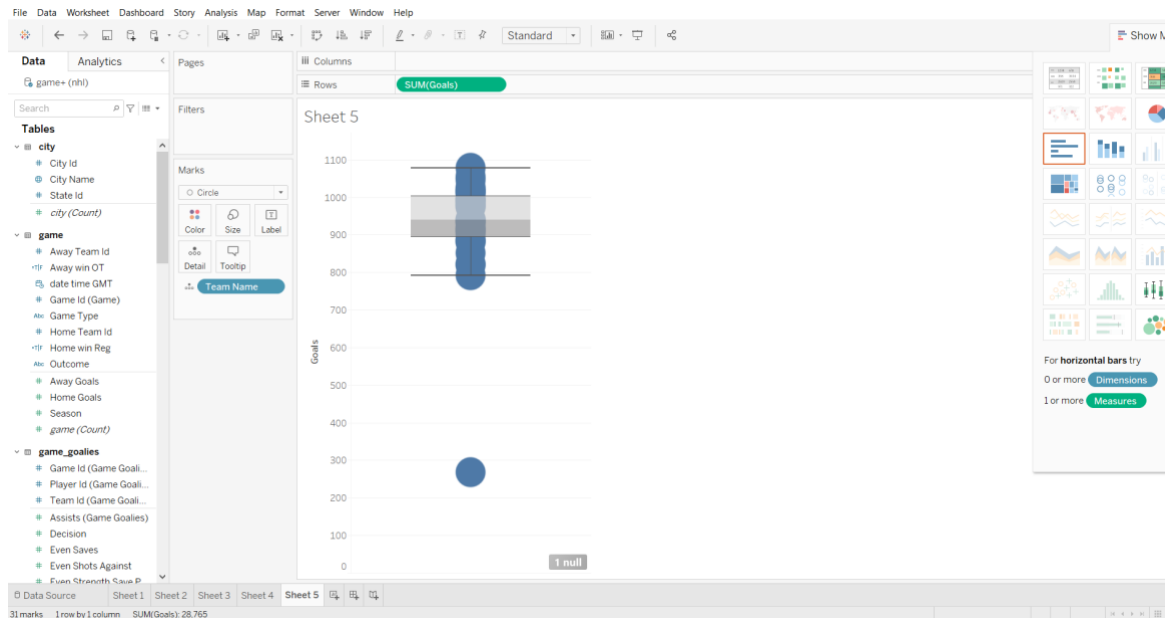 File Data Worksheet Dashboard Story Analysis Map Format Server Window Help
Standard
Show M
Data Analytics
game+ (nhl)
Search
Tables
city
City Id
City Name
State Id
city (Count)
game
Away Team Id
Away win OT
date time GMT
Game Id (Game)
Abc Game Type
Home Team Id
Home win Reg
Abc Outcome
Away Goals
Home Goals
Season
game (Count)
game_goalies
Game Id (Game Goali...
Player Id (Game Goali...
Team Id (Game Goali...
Assists (Game Goalies)
Decision
Even Saves
Even Shots Against
Even Strength Save P
Pages
Filters
Marks
Circle
Color Size Label
Detail Tooltip
Team Name
Columns
Rows SUM(Goals)
Sheet 5
1100
1000
900
800
700
600
500
400
300
200
100
0
Goals
1 null
For horizontal bars try
0 or more Dimensions
1 or more Measures
Data Source Sheet 1 Sheet 2 Sheet 3 Sheet 4 Sheet 5
31 marks 1 row by 1 column SUM(Goals): 28,765